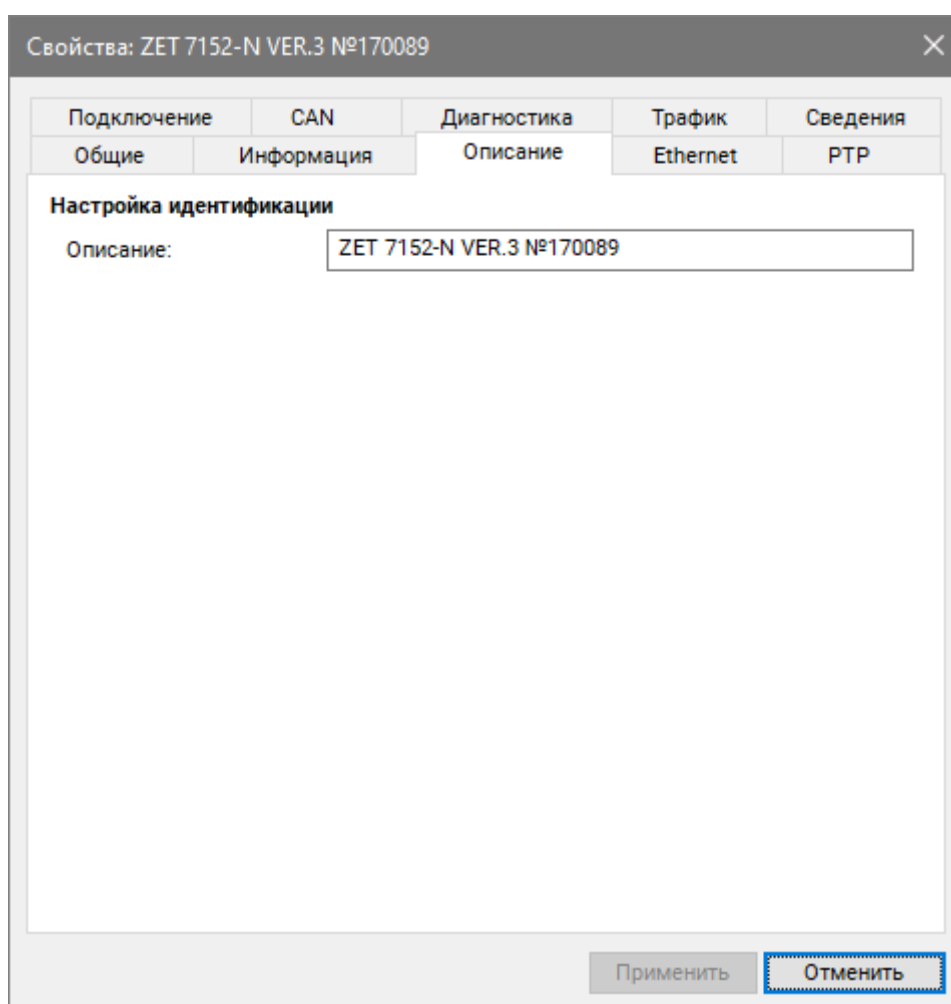 Свойства: ZET 7152-N VER.3 №170089
Подключение CAN Диагностика Трафик Сведения
Общие Информация Описание Ethernet PTP
Настройка идентификации
Описание: ZET 7152-N VER.3 №170089
Применить Отменить